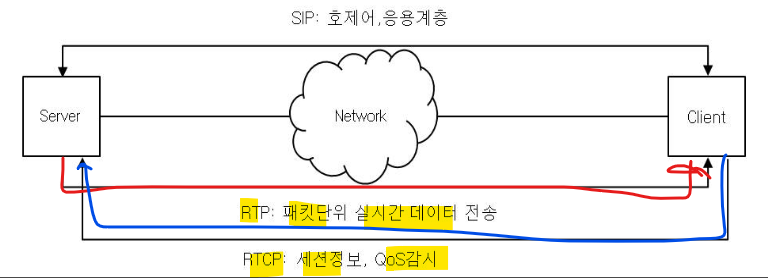 SIP: 호제어,응용계층
Server
Network
Client
RTP: 패킷단위 실시간 데이터 전송
RTCP: 세션정보, QoS감시